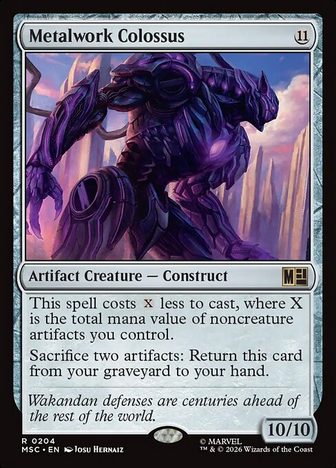 Metalwork Colossus 11
Artifact Creature — Construct
This spell costs X less to cast, where X
is the total mana value of noncreature
artifacts you control.
Sacrifice two artifacts: Return this card
from your graveyard to your hand.
Wakandan defenses are centuries ahead of
the rest of the world.
10/10
R 0204
MSC • EN Josu Hernaiz
© MARVEL
™ & © 2026 Wizards of the Coast